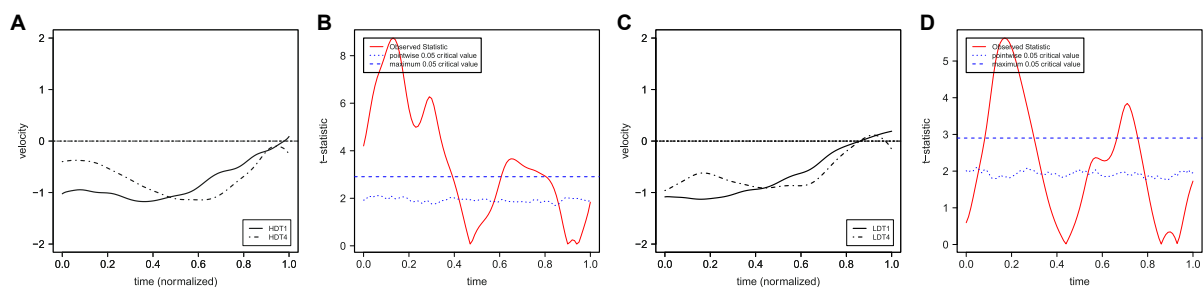 A
velocity
2
1
0
−1
−2
HDT1
HDT4
0.0 0.2 0.4 0.6 0.8 1.0
time (normalized)
B
t−statistic
8
6
4
2
0
Observed Statistic
pointwise 0.05 critical value
maximum 0.05 critical value
0.0 0.2 0.4 0.6 0.8 1.0
time
C
velocity
2
1
0
−1
−2
LDT1
LDT4
0.0 0.2 0.4 0.6 0.8 1.0
time (normalized)
D
t−statistic
5
4
3
2
1
0
Observed Statistic
pointwise 0.05 critical value
maximum 0.05 critical value
0.0 0.2 0.4 0.6 0.8 1.0
time